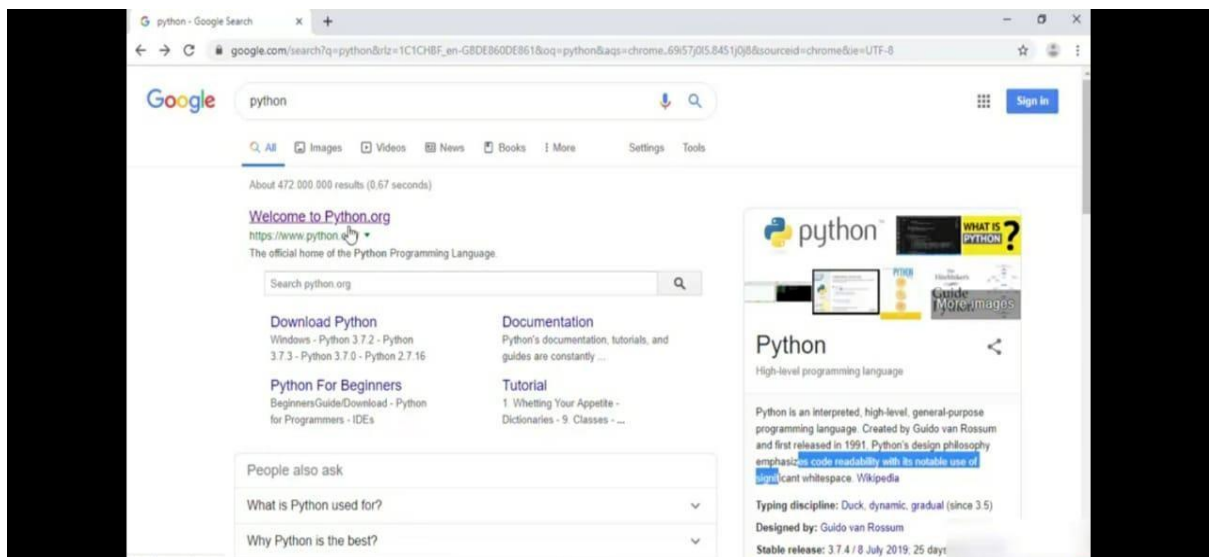 python - Google Search
google.com/search?q=python&rlz=1C1CHBF_en-GBDE860DE861&oq=python&aqs=chrome..69i57j0l5.8451j0j8&sourceid=chrome&ie=UTF-8
Google
python
Sign in
All Images Videos News Books More Settings Tools
About 472 000 000 results (0,67 seconds)
Welcome to Python.org
https://www.python.
The official home of the Python Programming Language.
Search python.org
Download Python
Windows - Python 3.7.2 - Python
3.7.3 - Python 3.7.0 - Python 2.7.16
Documentation
Python's documentation, tutorials, and
guides are constantly ...
Python For Beginners
BeginnersGuide/Download - Python
for Programmers - IDEs
Tutorial
1. Whetting Your Appetite -
Dictionaries - 9. Classes - ...
People also ask
What is Python used for?
Why Python is the best?
python
WHAT IS
PYTHON ?
PYTHON
Guide
More images
Python
High-level programming language
Python is an interpreted, high-level, general-purpose
programming language. Created by Guido van Rossum
and first released in 1991, Python's design philosophy
emphasizes code readability with its notable use of
significant whitespace. Wikipedia
Typing discipline: Duck, dynamic, gradual (since 3.5)
Designed by: Guido van Rossum
Stable release: 3.7.4 / 8 July 2019; 25 days